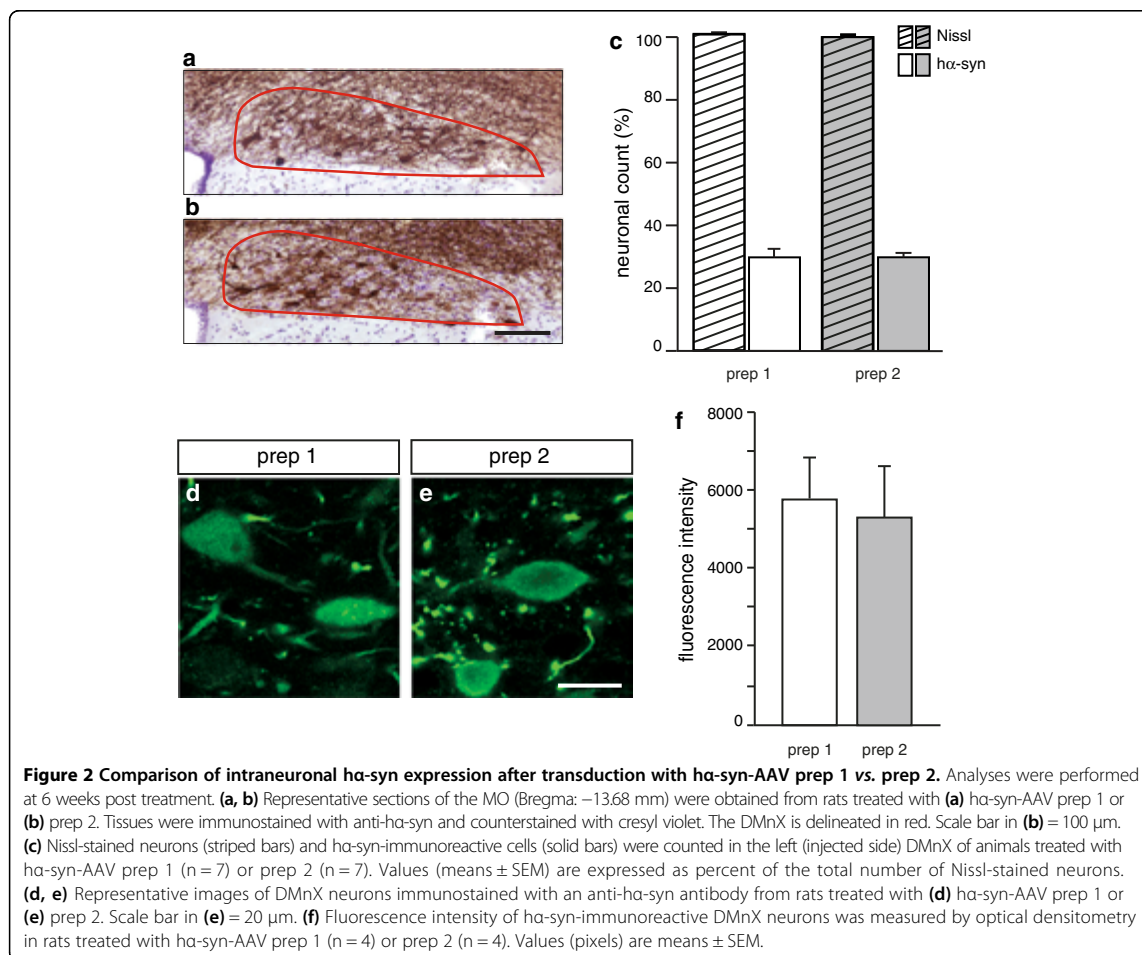 a
b
c
100
80
60
40
20
0
neuronal count (%)
Nissl
hα-syn
prep 1
prep 2
prep 1
prep 2
d
e
f
8000
6000
4000
2000
0
fluorescence intensity
prep 1
prep 2
Figure 2 Comparison of intraneuronal hα-syn expression after transduction with hα-syn-AAV prep 1 vs. prep 2. Analyses were performed
at 6 weeks post treatment. (a, b) Representative sections of the MO (Bregma: −13.68 mm) were obtained from rats treated with (a) hα-syn-AAV prep 1 or
(b) prep 2. Tissues were immunostained with anti-hα-syn and counterstained with cresyl violet. The DMnX is delineated in red. Scale bar in (b) = 100 μm.
(c) Nissl-stained neurons (striped bars) and hα-syn-immunoreactive cells (solid bars) were counted in the left (injected side) DMnX of animals treated with
hα-syn-AAV prep 1 (n = 7) or prep 2 (n = 7). Values (means ± SEM) are expressed as percent of the total number of Nissl-stained neurons.
(d, e) Representative images of DMnX neurons immunostained with an anti-hα-syn antibody from rats treated with (d) hα-syn-AAV prep 1 or
(e) prep 2. Scale bar in (e) = 20 μm. (f) Fluorescence intensity of hα-syn-immunoreactive DMnX neurons was measured by optical densitometry
in rats treated with hα-syn-AAV prep 1 (n = 4) or prep 2 (n = 4). Values (pixels) are means ± SEM.